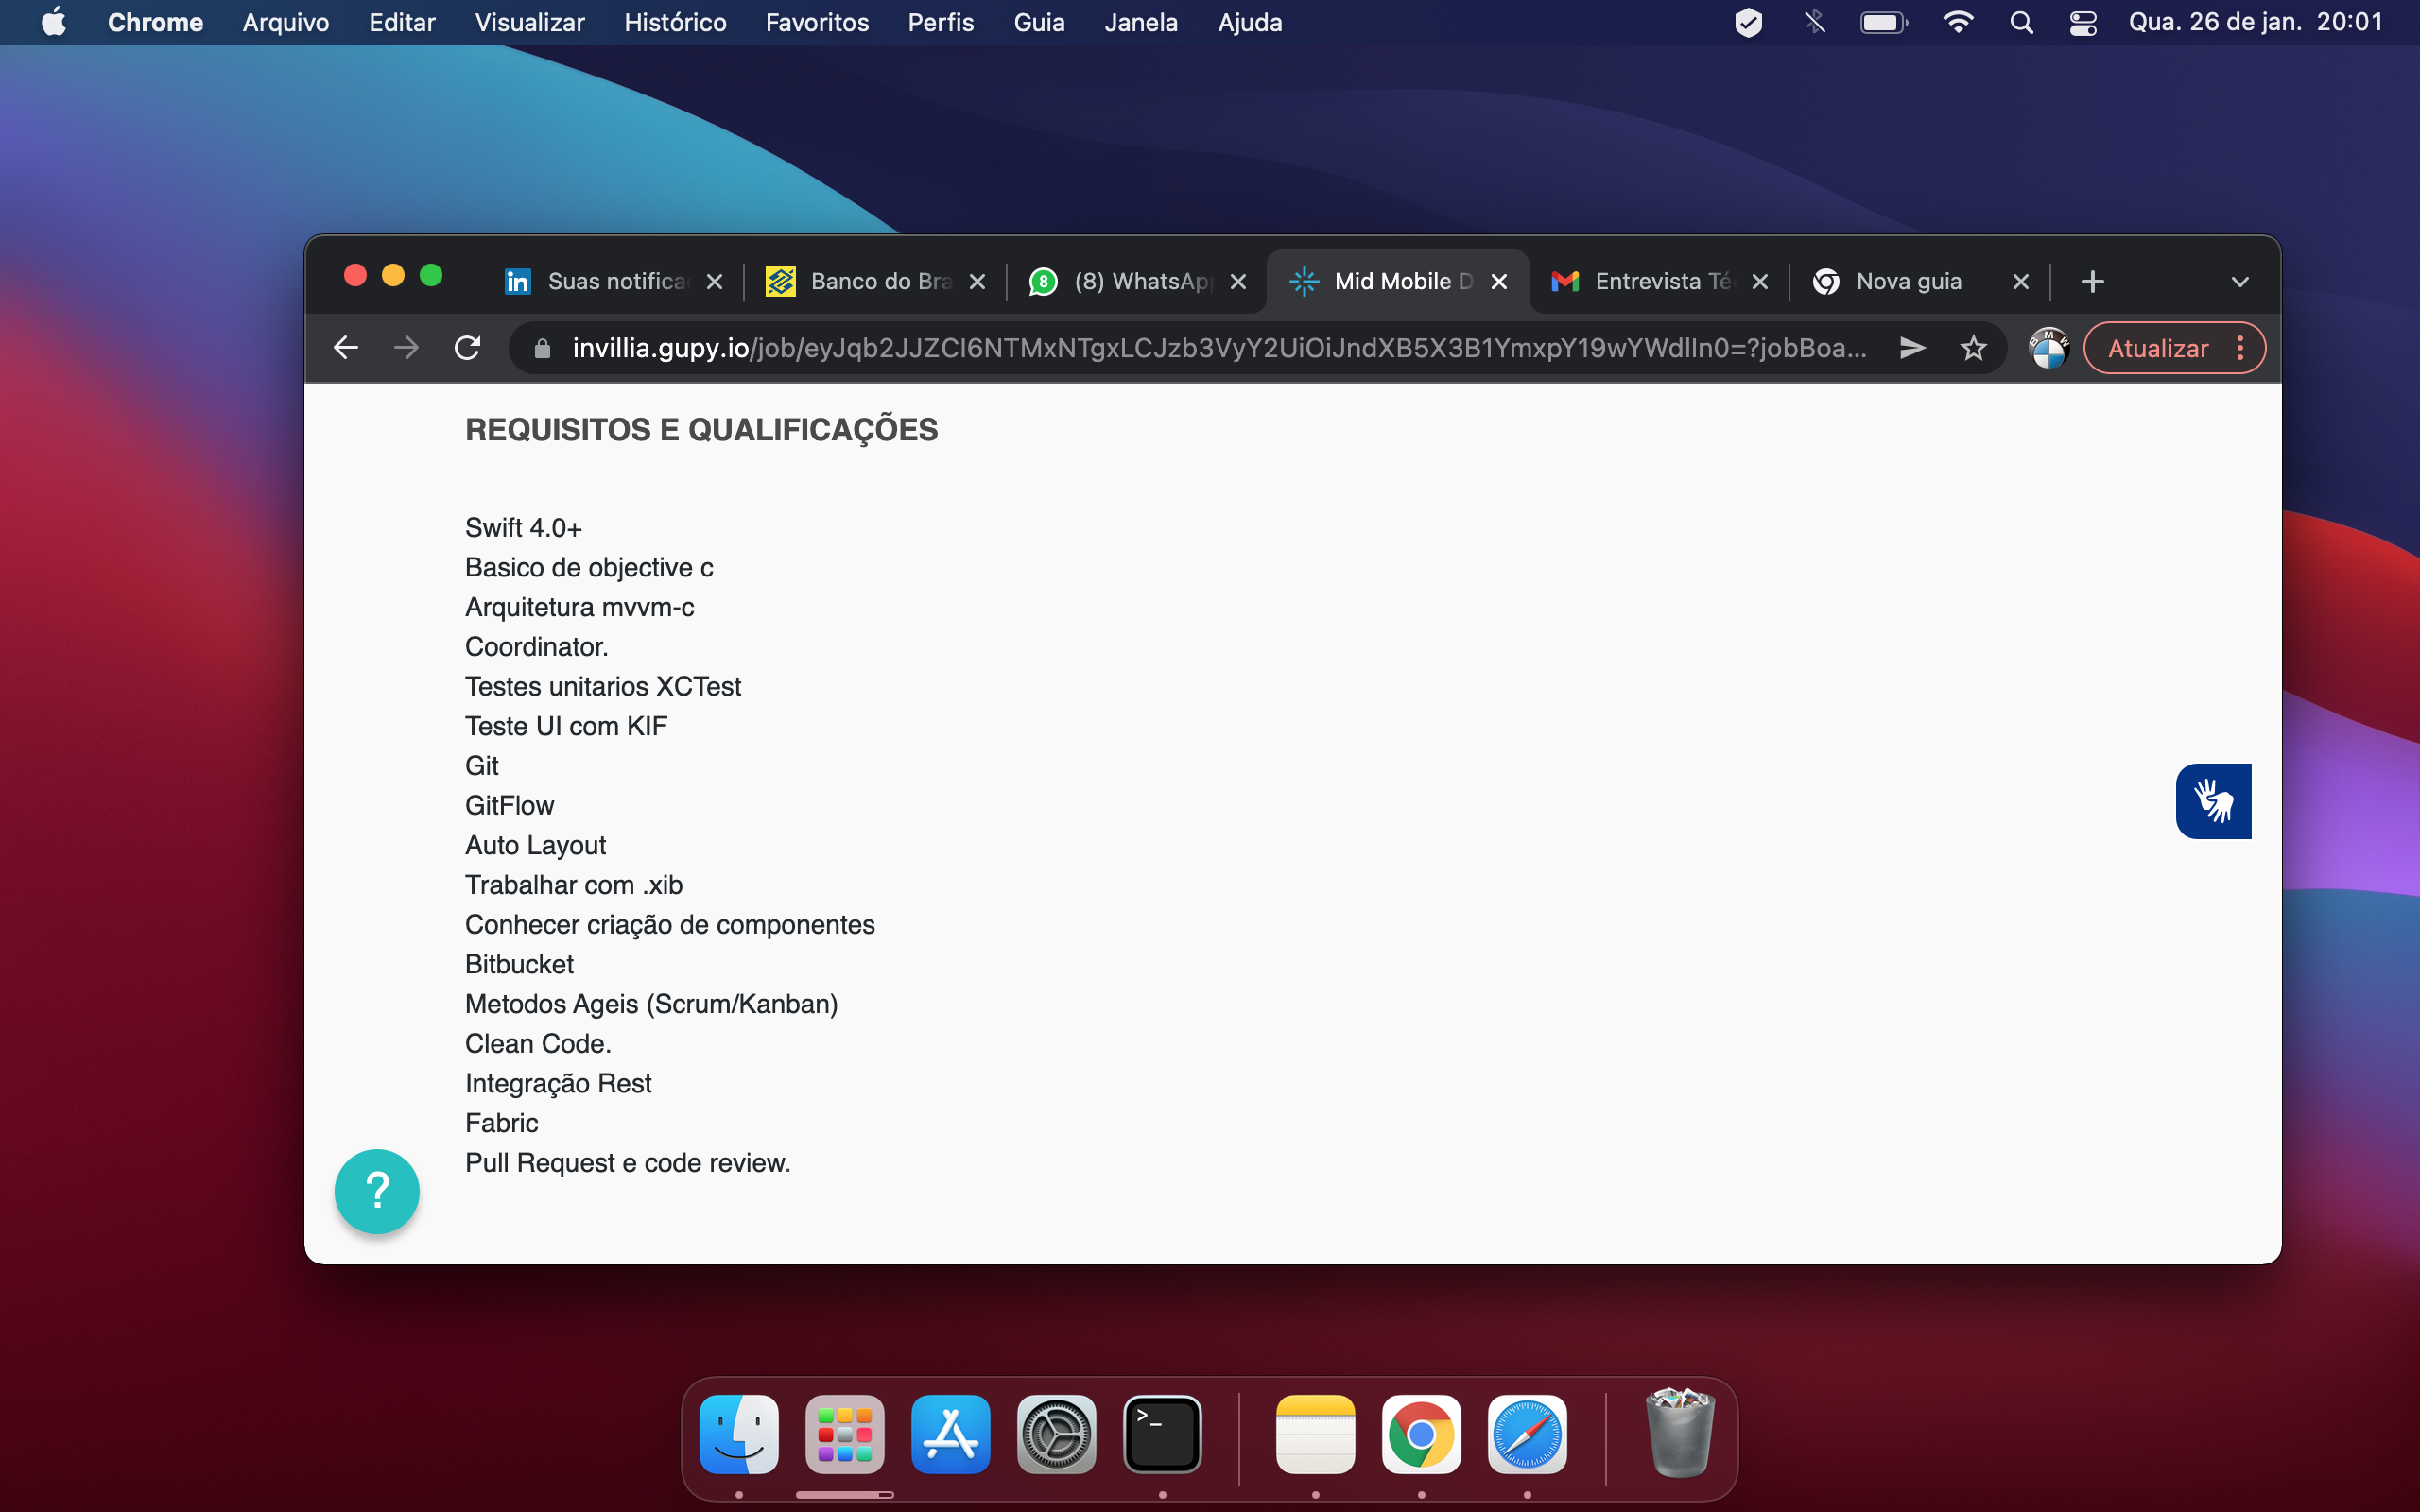 Chrome Arquivo Editar Visualizar Histórico Favoritos Perfis Guia Janela Ajuda Qua. 26 de jan. 20:01
Suas notifica Banco do Bra (8) WhatsAp Mid Mobile D Entrevista Té Nova guia
invillia.gupy.io/job/eyJqb2JJZCI6NTMxNTgxLCJzb3VyY2UiOiJndXB5X3B1YmxpY19wYWdlIn0=?jobBoa... Atualizar
REQUISITOS E QUALIFICAÇÕES
Swift 4.0+
Basico de objective c
Arquitetura mvvm-c
Coordinator.
Testes unitarios XCTest
Teste UI com KIF
Git
GitFlow
Auto Layout
Trabalhar com .xib
Conhecer criação de componentes
Bitbucket
Metodos Ageis (Scrum/Kanban)
Clean Code.
Integração Rest
Fabric
Pull Request e code review.
?